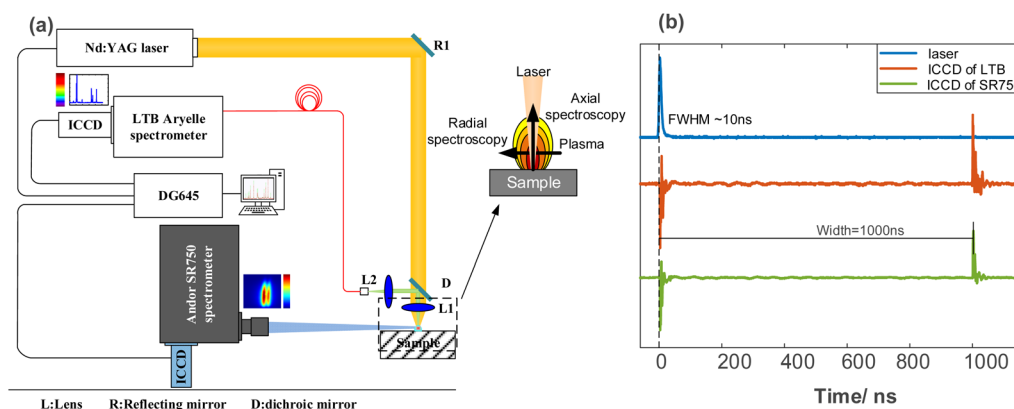 (a)
Nd:YAG laser
R1
ICCD
LTB Aryelle
spectrometer
DG645
Andor SR750
spectrometer
ICCD
L2
D
L1
Sample
Laser
Axial
spectroscopy
Radial
spectroscopy
Plasma
Sample
L:Lens R:Reflecting mirror D:dichroic mirror
(b)
laser
ICCD of LTB
ICCD of SR75
FWHM ~10ns
Width=1000ns
0 200 400 600 800 1000
Time/ ns